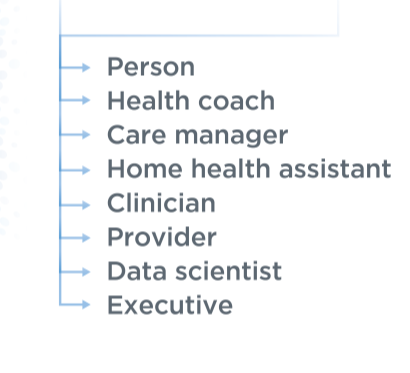 Person
Health coach
Care manager
Home health assistant
Clinician
Provider
Data scientist
Executive